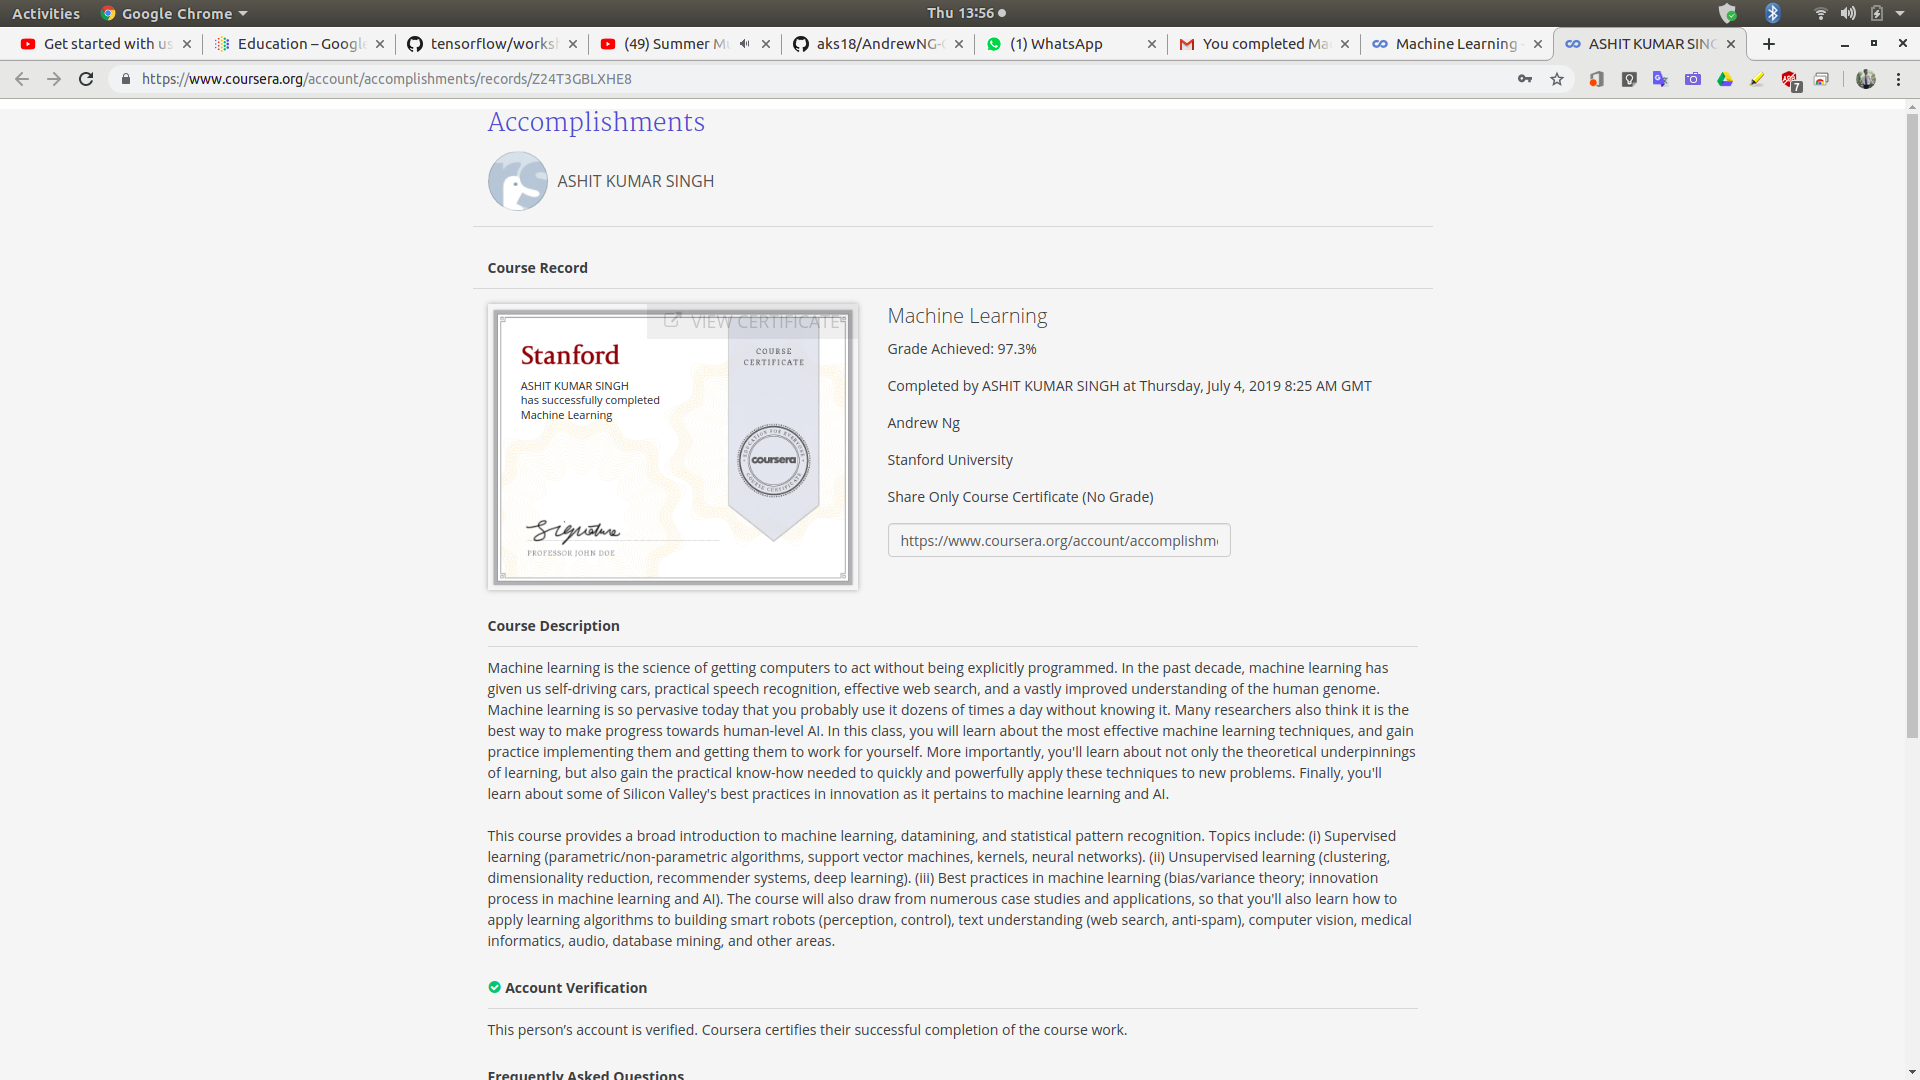 Activities
Google Chrome
Thu 13:56
Get started with us
Education – Google
tensorflow/works
(49) Summer Mu
aks18/AndrewNG-
(1) WhatsApp
You completed Ma
Machine Learning
ASHIT KUMAR SING
https://www.coursera.org/account/accomplishments/records/Z24T3GBLXHE8
7
Accomplishments
ASHIT KUMAR SINGH
Course Record
VIEW CERTIFICATE
Stanford
ASHIT KUMAR SINGH
has successfully completed
Machine Learning
COURSE
CERTIFICATE
EDUCATION FOR EVERYONE
coursera
COURSE CERTIFICATE
Signature
PROFESSOR JOHN DOE
Machine Learning
Grade Achieved: 97.3%
Completed by ASHIT KUMAR SINGH at Thursday, July 4, 2019 8:25 AM GMT
Andrew Ng
Stanford University
Share Only Course Certificate (No Grade)
https://www.coursera.org/account/accomplishm
Course Description
Machine learning is the science of getting computers to act without being explicitly programmed. In the past decade, machine learning has
given us self-driving cars, practical speech recognition, effective web search, and a vastly improved understanding of the human genome.
Machine learning is so pervasive today that you probably use it dozens of times a day without knowing it. Many researchers also think it is the
best way to make progress towards human-level AI. In this class, you will learn about the most effective machine learning techniques, and gain
practice implementing them and getting them to work for yourself. More importantly, you'll learn about not only the theoretical underpinnings
of learning, but also gain the practical know-how needed to quickly and powerfully apply these techniques to new problems. Finally, you'll
learn about some of Silicon Valley's best practices in innovation as it pertains to machine learning and AI.
This course provides a broad introduction to machine learning, datamining, and statistical pattern recognition. Topics include: (i) Supervised
learning (parametric/non-parametric algorithms, support vector machines, kernels, neural networks). (ii) Unsupervised learning (clustering,
dimensionality reduction, recommender systems, deep learning). (iii) Best practices in machine learning (bias/variance theory; innovation
process in machine learning and AI). The course will also draw from numerous case studies and applications, so that you'll also learn how to
apply learning algorithms to building smart robots (perception, control), text understanding (web search, anti-spam), computer vision, medical
informatics, audio, database mining, and other areas.
Account Verification
This person’s account is verified. Coursera certifies their successful completion of the course work.
Frequently Asked Questions